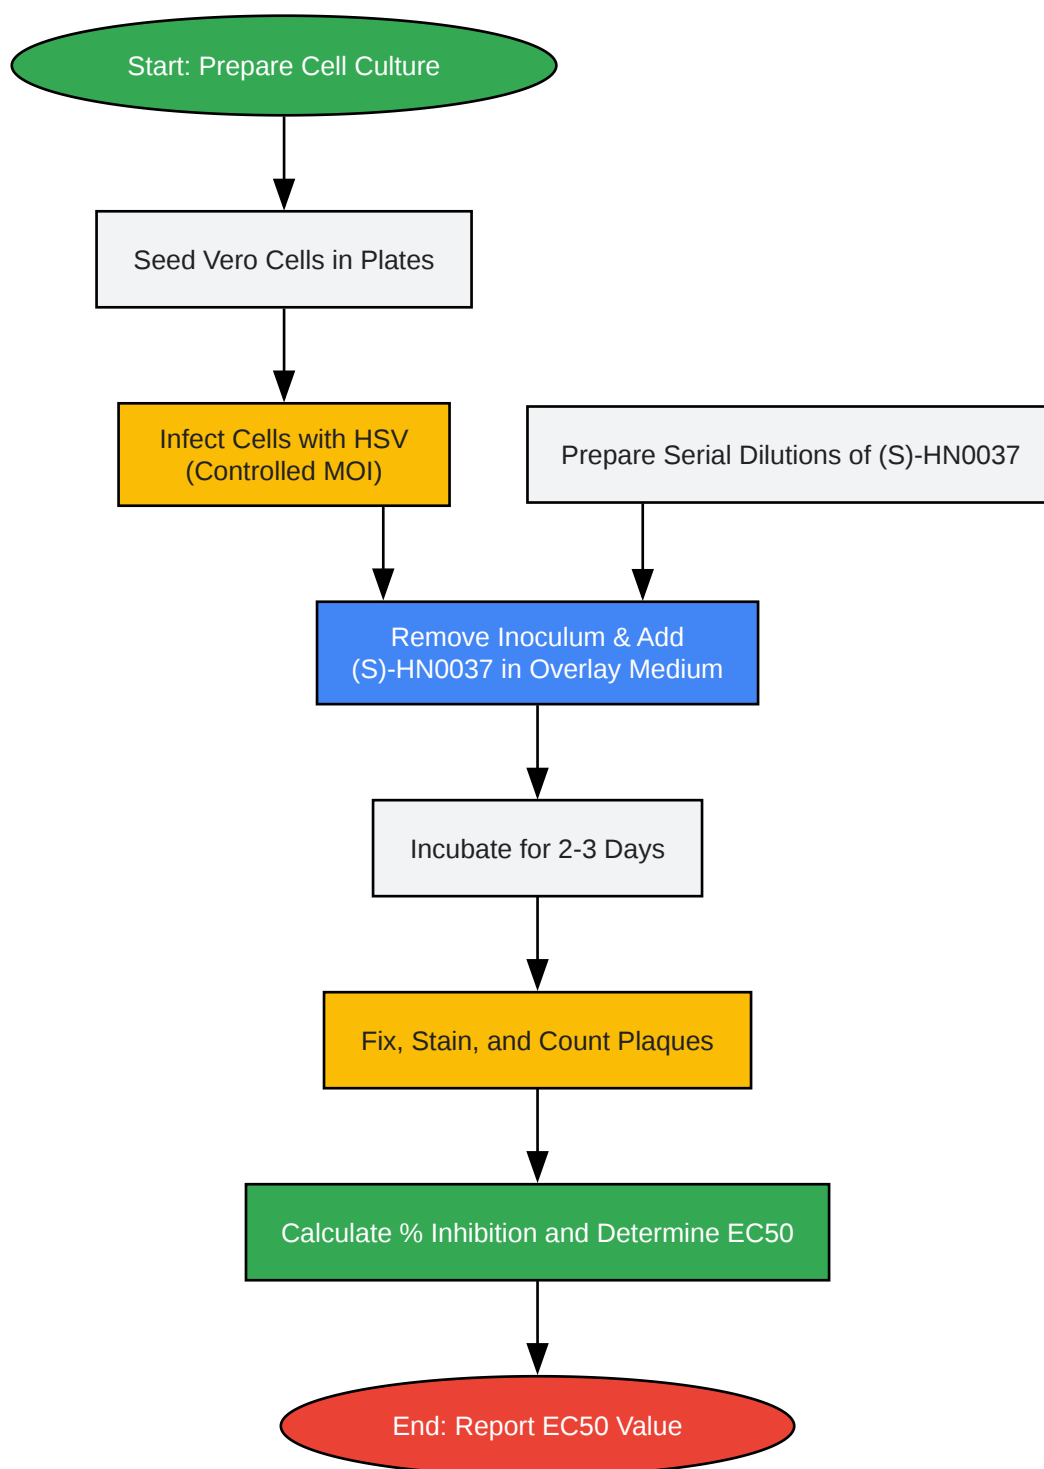 Start: Prepare Cell Culture
Seed Vero Cells in Plates
Infect Cells with HSV
(Controlled MOI)
Prepare Serial Dilutions of (S)-HN0037
Remove Inoculum & Add
(S)-HN0037 in Overlay Medium
Incubate for 2-3 Days
Fix, Stain, and Count Plaques
Calculate % Inhibition and Determine EC50
End: Report EC50 Value